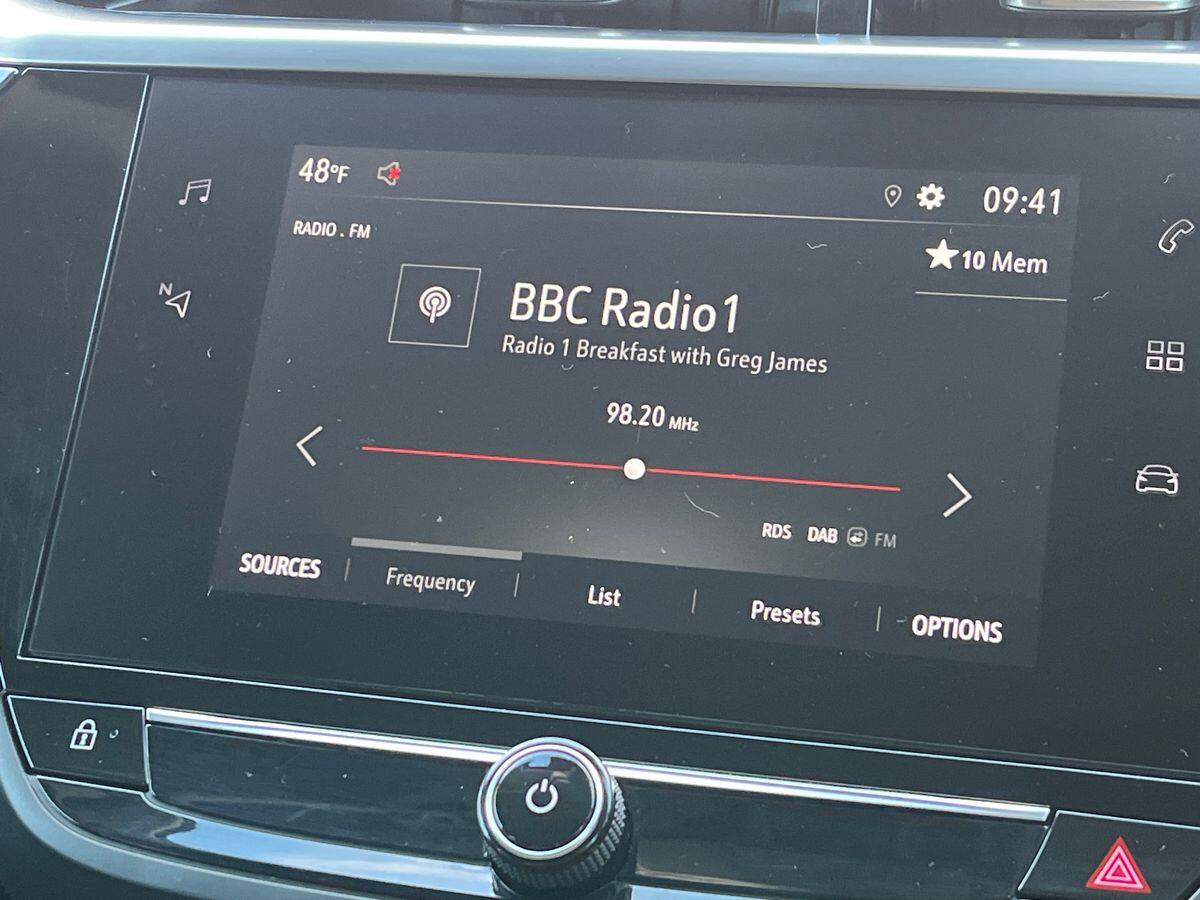 48°F
09:41
RADIO . FM
10 Mem
N
BBC Radio1
Radio 1 Breakfast with Greg James
98.20 MHz
RDS DAB FM
SOURCES Frequency List Presets OPTIONS